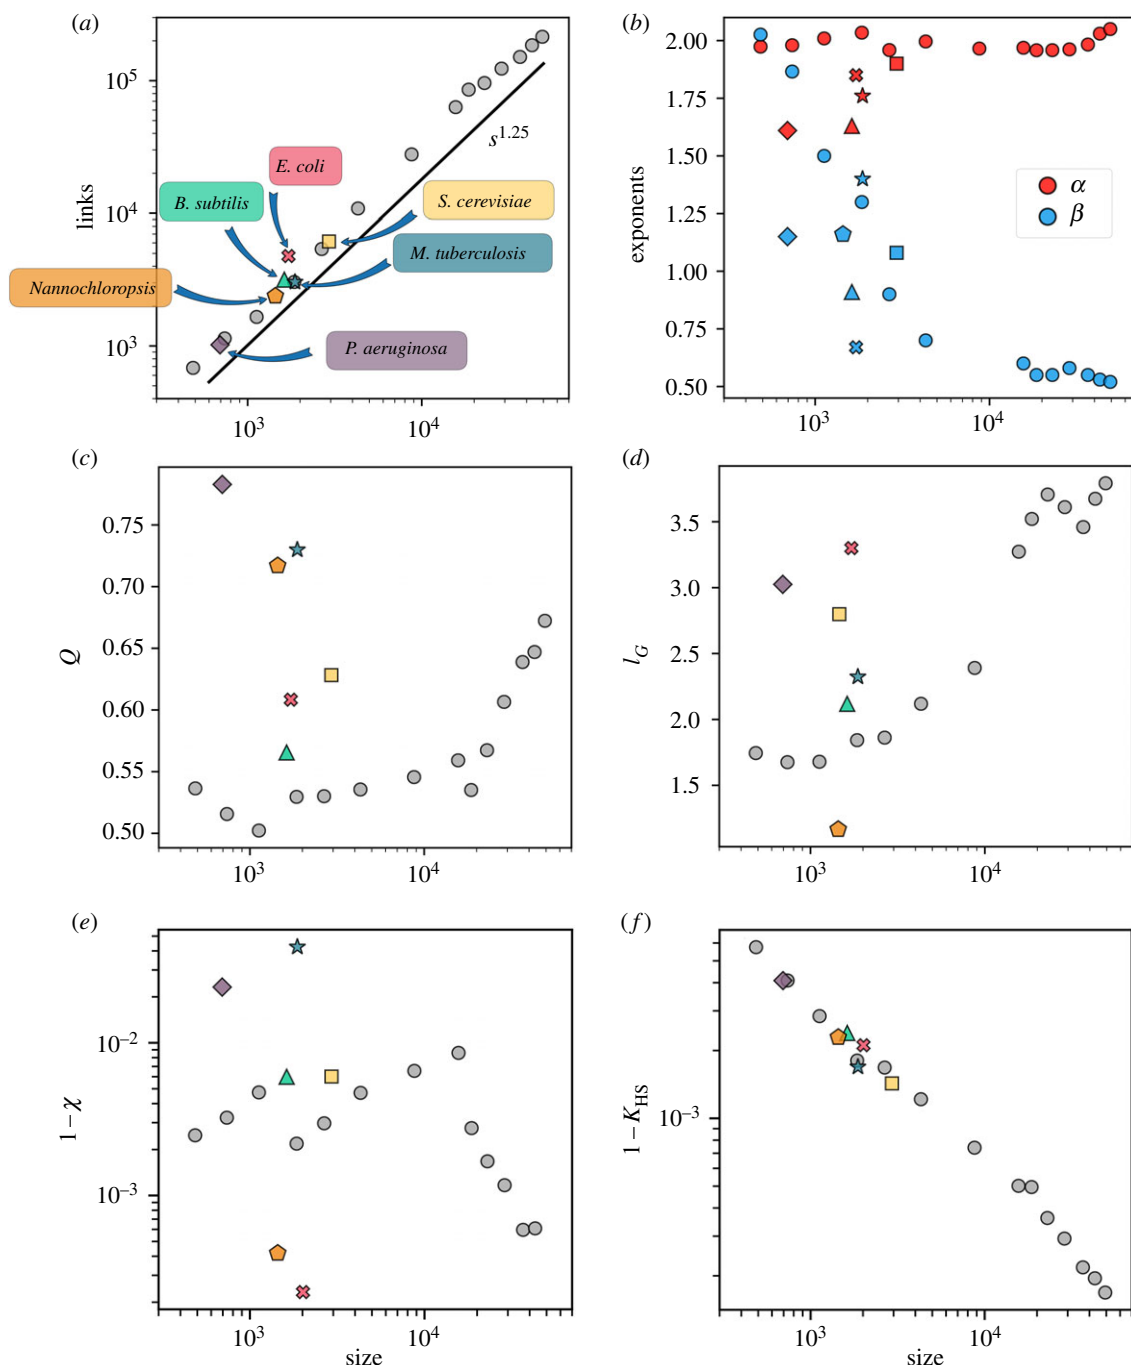 (a)
links
10^5
10^4
10^3
10^3
10^4
s^1.25
E. coli
B. subtilis
S. cerevisiae
M. tuberculosis
Nannochloropsis
P. aeruginosa
(b)
exponents
2.00
1.75
1.50
1.25
1.00
0.75
0.50
10^3
10^4
α
β
(c)
Q
0.75
0.70
0.65
0.60
0.55
0.50
10^3
10^4
(d)
l_G
3.5
3.0
2.5
2.0
1.5
10^3
10^4
(e)
1 – χ
10^−2
10^−3
10^3
10^4
size
(f)
1 – K_HS
10^−3
10^3
10^4
size